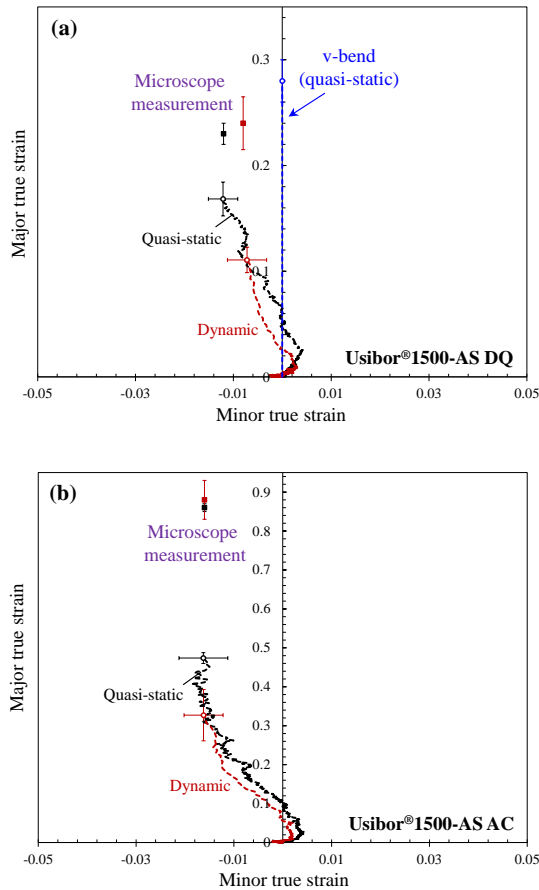 (a)
0.3
v-bend
(quasi-static)
Microscope
measurement
0.2
Major true strain
Quasi-static
0.1
Dynamic
Usibor®1500-AS DQ
0
-0.05 -0.03 -0.01 0.01 0.03 0.05
Minor true strain
(b)
0.9
0.8
Microscope
measurement
0.7
0.6
0.5
Major true strain
Quasi-static
0.4
0.3
0.2
Dynamic
0.1
Usibor®1500-AS AC
0
-0.05 -0.03 -0.01 0.01 0.03 0.05
Minor true strain